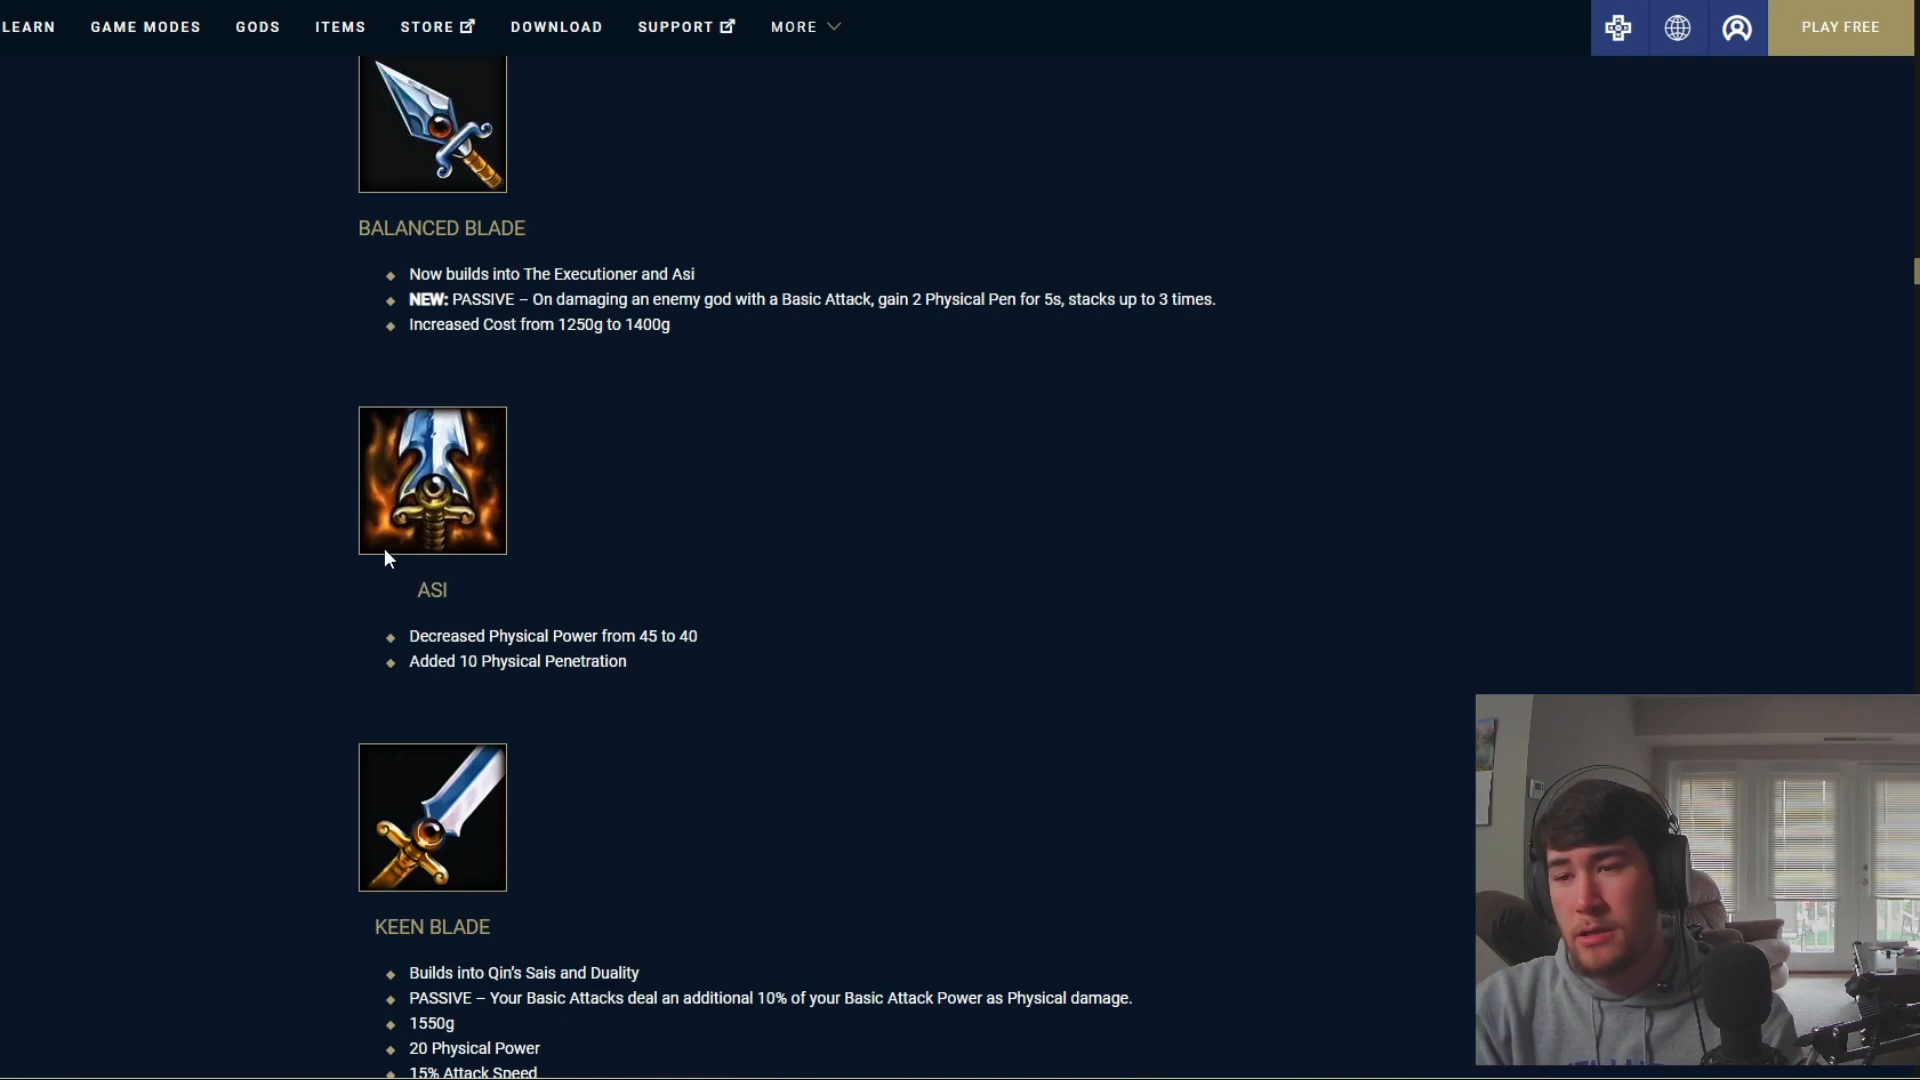 LEARN GAME MODES GODS ITEMS STORE DOWNLOAD SUPPORT MORE PLAY FREE
BALANCED BLADE
Now builds into The Executioner and Asi
NEW: PASSIVE – On damaging an enemy god with a Basic Attack, gain 2 Physical Pen for 5s, stacks up to 3 times.
Increased Cost from 1250g to 1400g
ASI
Decreased Physical Power from 45 to 40
Added 10 Physical Penetration
KEEN BLADE
Builds into Qin's Sais and Duality
PASSIVE – Your Basic Attacks deal an additional 10% of your Basic Attack Power as Physical damage.
1550g
20 Physical Power
15% Attack Speed